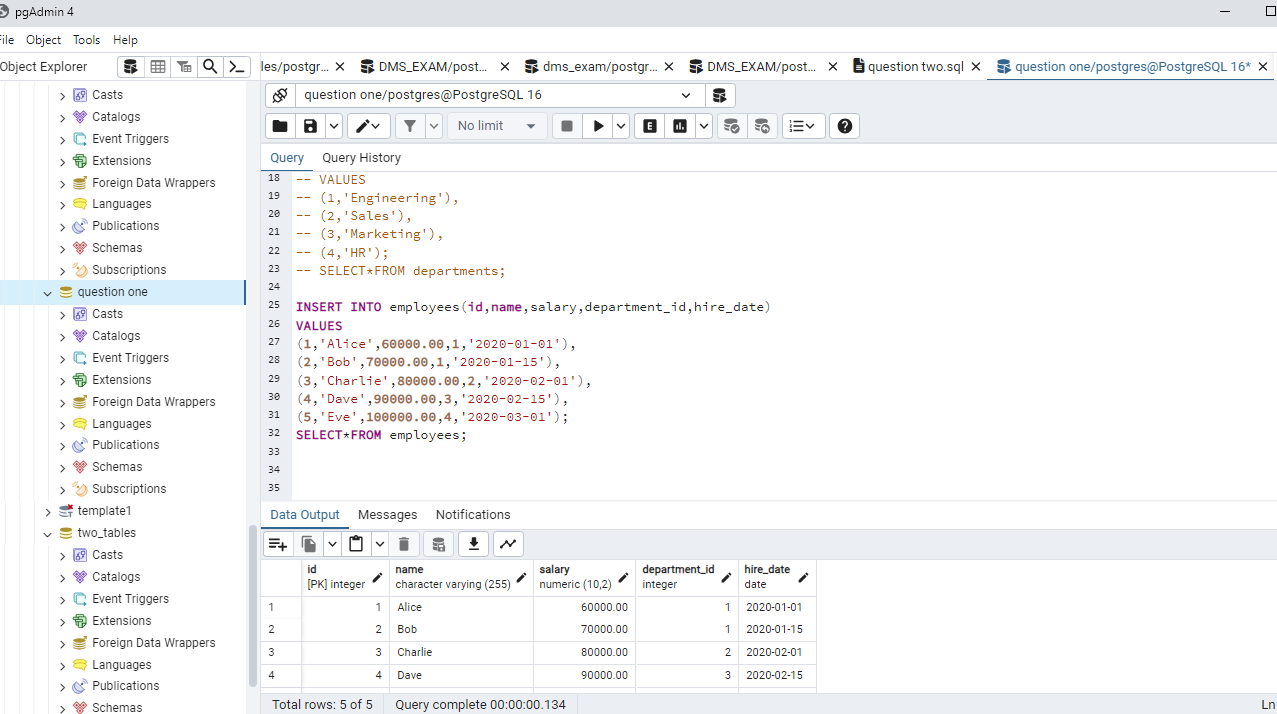 pgAdmin 4
File Object Tools Help
Object Explorer
les/postgr... DMS_EXAM/post... dms_exam/postgr... DMS_EXAM/post... question two.sql question one/postgres@PostgreSQL 16*
question one/postgres@PostgreSQL 16
No limit
E
Query Query History
Casts
Catalogs
Event Triggers
Extensions
Foreign Data Wrappers
Languages
Publications
Schemas
Subscriptions
question one
Casts
Catalogs
Event Triggers
Extensions
Foreign Data Wrappers
Languages
Publications
Schemas
Subscriptions
template1
two_tables
Casts
Catalogs
Event Triggers
Extensions
Foreign Data Wrappers
Languages
Publications
Schemas
18 -- VALUES
19 -- (1,'Engineering'),
20 -- (2,'Sales'),
21 -- (3,'Marketing'),
22 -- (4,'HR');
23 -- SELECT*FROM departments;
24
25 INSERT INTO employees(id,name,salary,department_id,hire_date)
26 VALUES
27 (1,'Alice',60000.00,1,'2020-01-01'),
28 (2,'Bob',70000.00,1,'2020-01-15'),
29 (3,'Charlie',80000.00,2,'2020-02-01'),
30 (4,'Dave',90000.00,3,'2020-02-15'),
31 (5,'Eve',100000.00,4,'2020-03-01');
32 SELECT*FROM employees;
33
34
35
Data Output Messages Notifications
id name salary department_id hire_date
[PK] integer character varying (255) numeric (10,2) integer date
1 1 Alice 60000.00 1 2020-01-01
2 2 Bob 70000.00 1 2020-01-15
3 3 Charlie 80000.00 2 2020-02-01
4 4 Dave 90000.00 3 2020-02-15
Total rows: 5 of 5 Query complete 00:00:00.134
Ln